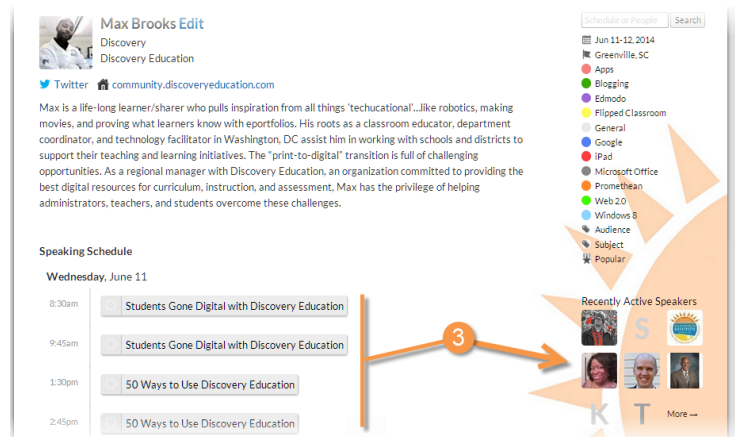 Max Brooks Edit
Discovery
Discovery Education
Twitter community.discoveryeducation.com
Max is a life-long learner/sharer who pulls inspiration from all things 'techucational'...like robotics, making
movies, and proving what learners know with eportfolios. His roots as a classroom educator, department
coordinator, and technology facilitator in Washington, DC assist him in working with schools and districts to
support their teaching and learning initiatives. The "print-to-digital" transition is full of challenging
opportunities. As a regional manager with Discovery Education, an organization committed to providing the
best digital resources for curriculum, instruction, and assessment, Max has the privilege of helping
administrators, teachers, and students overcome these challenges.
Speaking Schedule
Wednesday, June 11
8:30am Students Gone Digital with Discovery Education
9:45am Students Gone Digital with Discovery Education
1:30pm 50 Ways to Use Discovery Education
2:45pm 50 Ways to Use Discovery Education
3
Schedule or People Search
Jun 11-12, 2014
Greenville, SC
Apps
Blogging
Edmodo
Flipped Classroom
General
Google
iPad
Microsoft Office
Promethean
Web 2.0
Windows 8
Audience
Subject
Popular
Recently Active Speakers
S
K T More →